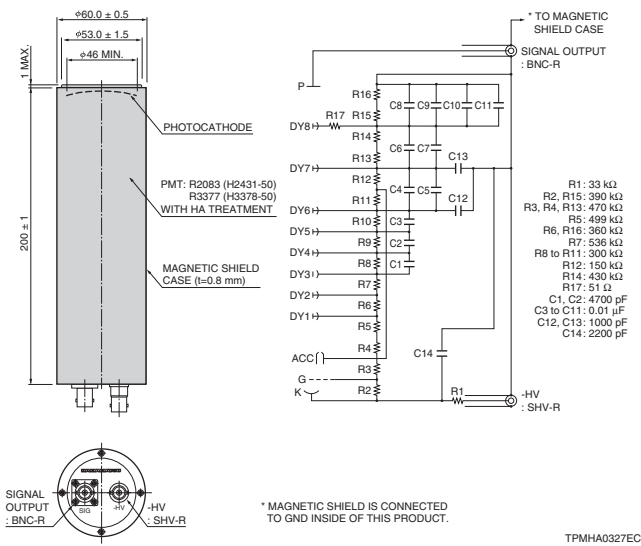 ϕ60.0 ± 0.5
ϕ53.0 ± 1.5
ϕ46 MIN.
1 MAX.
200 ± 1
PHOTOCATHODE
PMT: R2083 (H2431-50)
R3377 (H3378-50)
WITH HA TREATMENT
MAGNETIC SHIELD
CASE (t=0.8 mm)
* TO MAGNETIC
SHIELD CASE
SIGNAL OUTPUT
: BNC-R
P
R16
R15
R17
DY8
R14
C8
C9
C10
C11
R13
C6
C7
DY7
C13
R12
R11
C4
C5
C12
DY6
R10
C3
DY5
R9
C2
DY4
R8
C1
DY3
R7
DY2
R6
DY1
R5
R4
ACC
C14
R3
G
K
R2
R1
-HV
: SHV-R
R1: 33 kΩ
R2, R15: 390 kΩ
R3, R4, R13: 470 kΩ
R5: 499 kΩ
R6, R16: 360 kΩ
R7: 536 kΩ
R8 to R11: 300 kΩ
R12: 150 kΩ
R14: 430 kΩ
R17: 51 Ω
C1, C2: 4700 pF
C3 to C11: 0.01 µF
C12, C13: 1000 pF
C14: 2200 pF
SIGNAL
OUTPUT
: BNC-R
SIG
-HV
-HV
: SHV-R
* MAGNETIC SHIELD IS CONNECTED
TO GND INSIDE OF THIS PRODUCT.
TPMHA0327EC